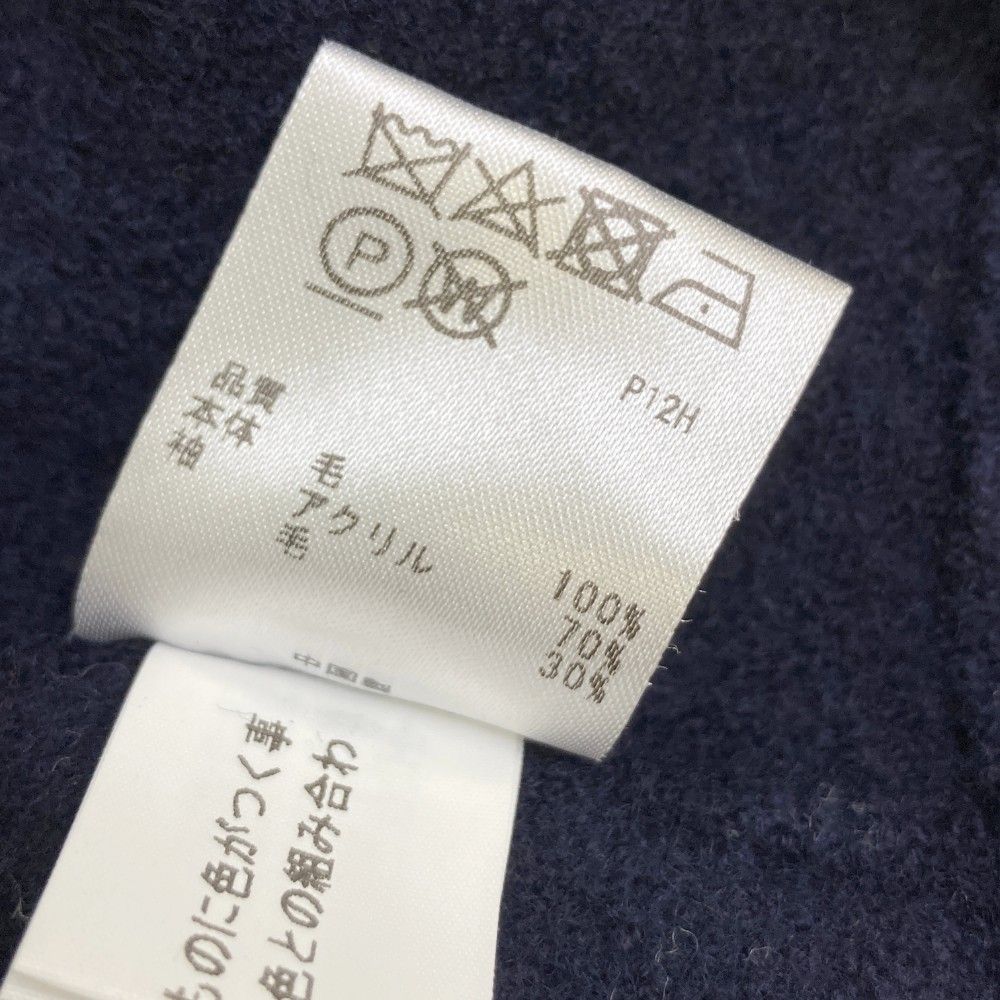 P
W
P12H
品質
本体 毛 100%
袖 アクリル 70%
毛 30%
中国製
ものに色がつく事
色との組み合わ